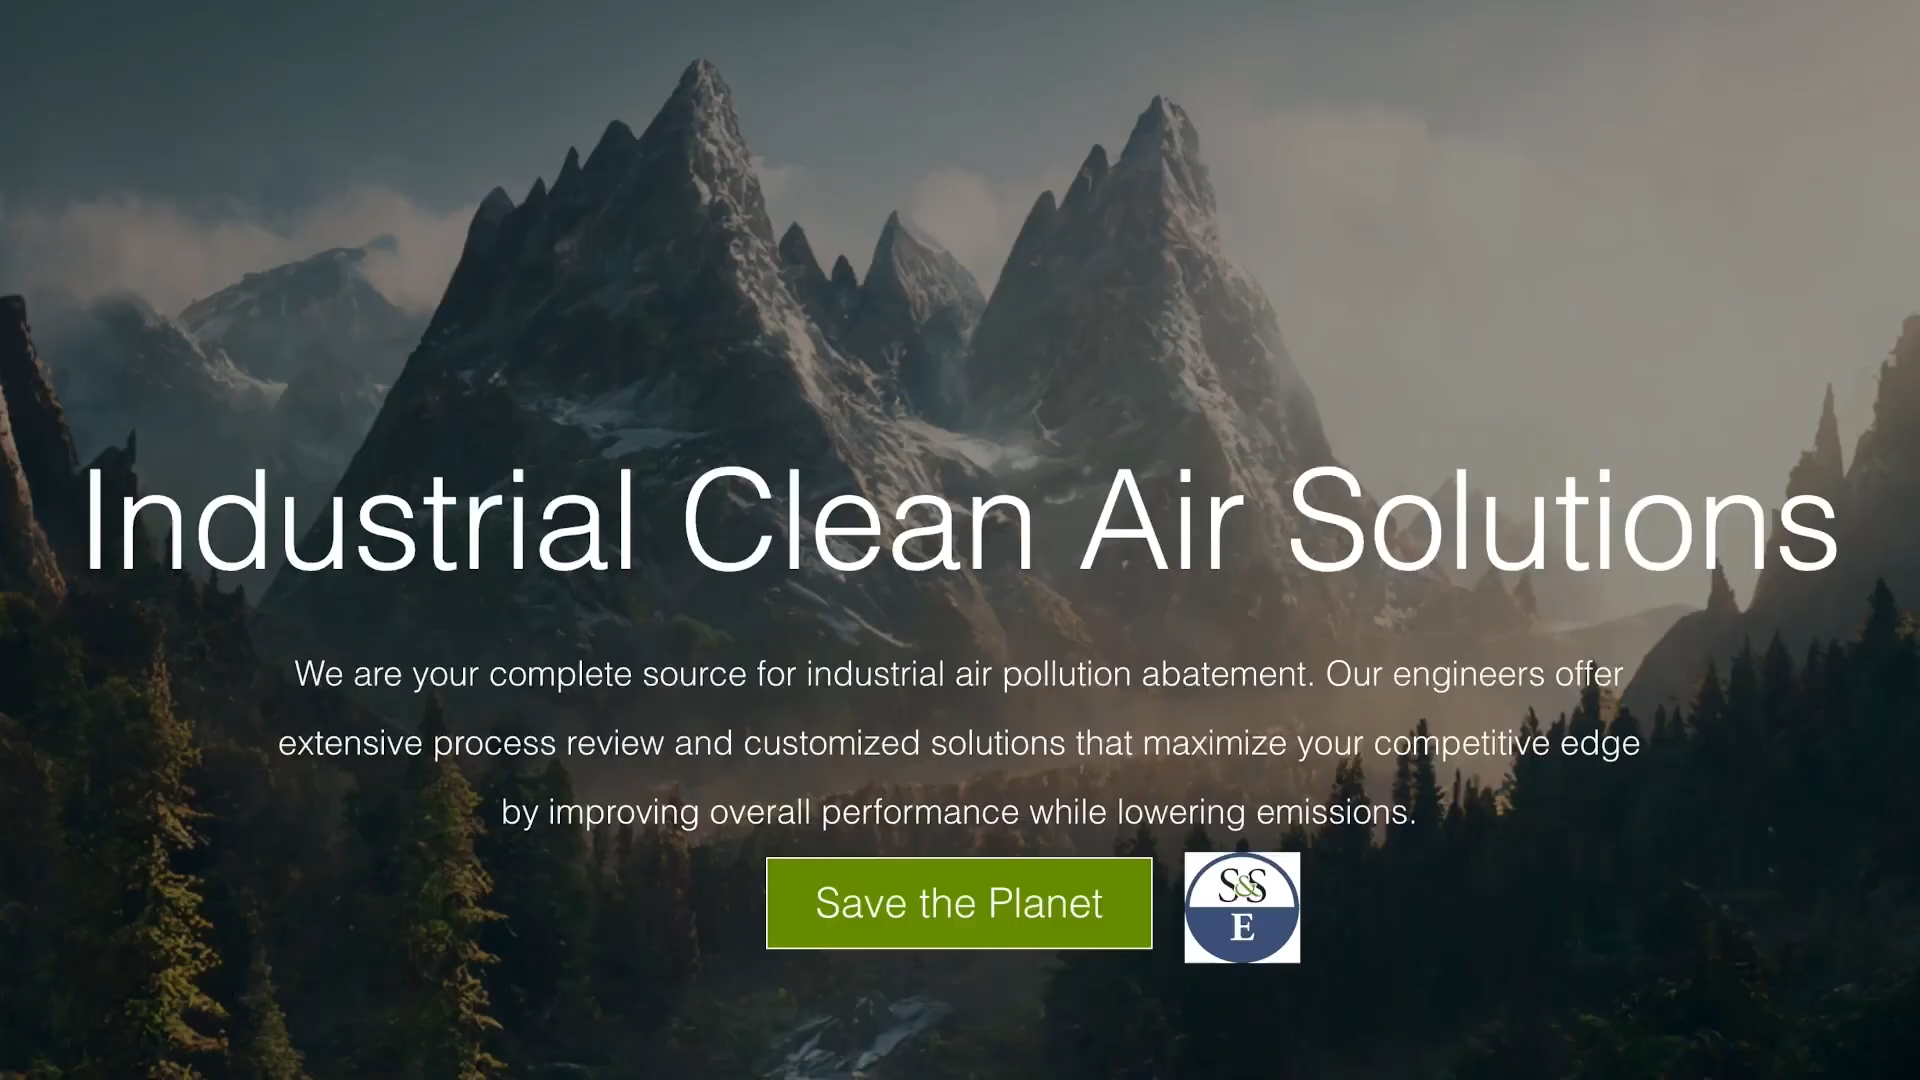 Industrial Clean Air Solutions
We are your complete source for industrial air pollution abatement. Our engineers offer
extensive process review and customized solutions that maximize your competitive edge
by improving overall performance while lowering emissions.
Save the Planet
S&S
E